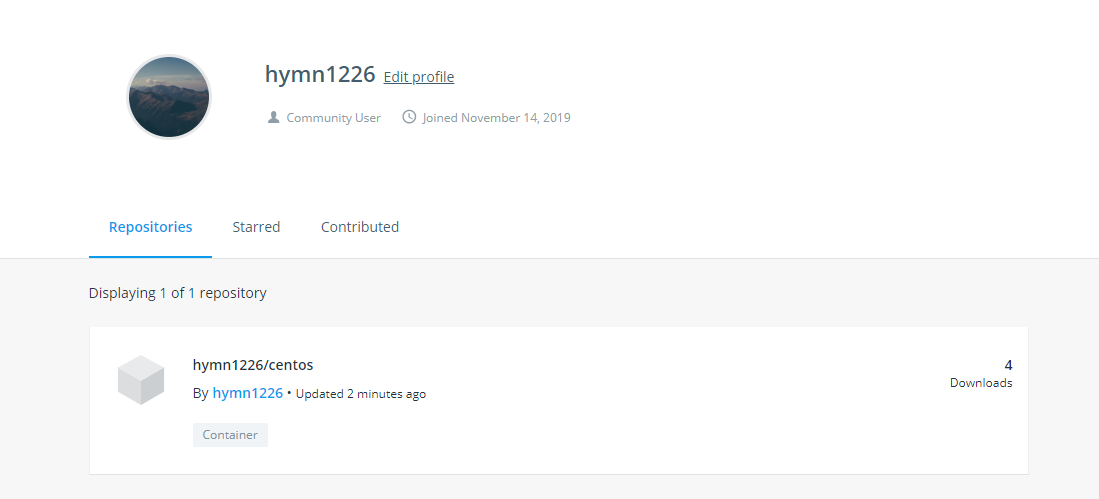 hymn1226 Edit profile
Community User Joined November 14, 2019
Repositories Starred Contributed
Displaying 1 of 1 repository
hymn1226/centos
By hymn1226 • Updated 2 minutes ago
Container
4
Downloads